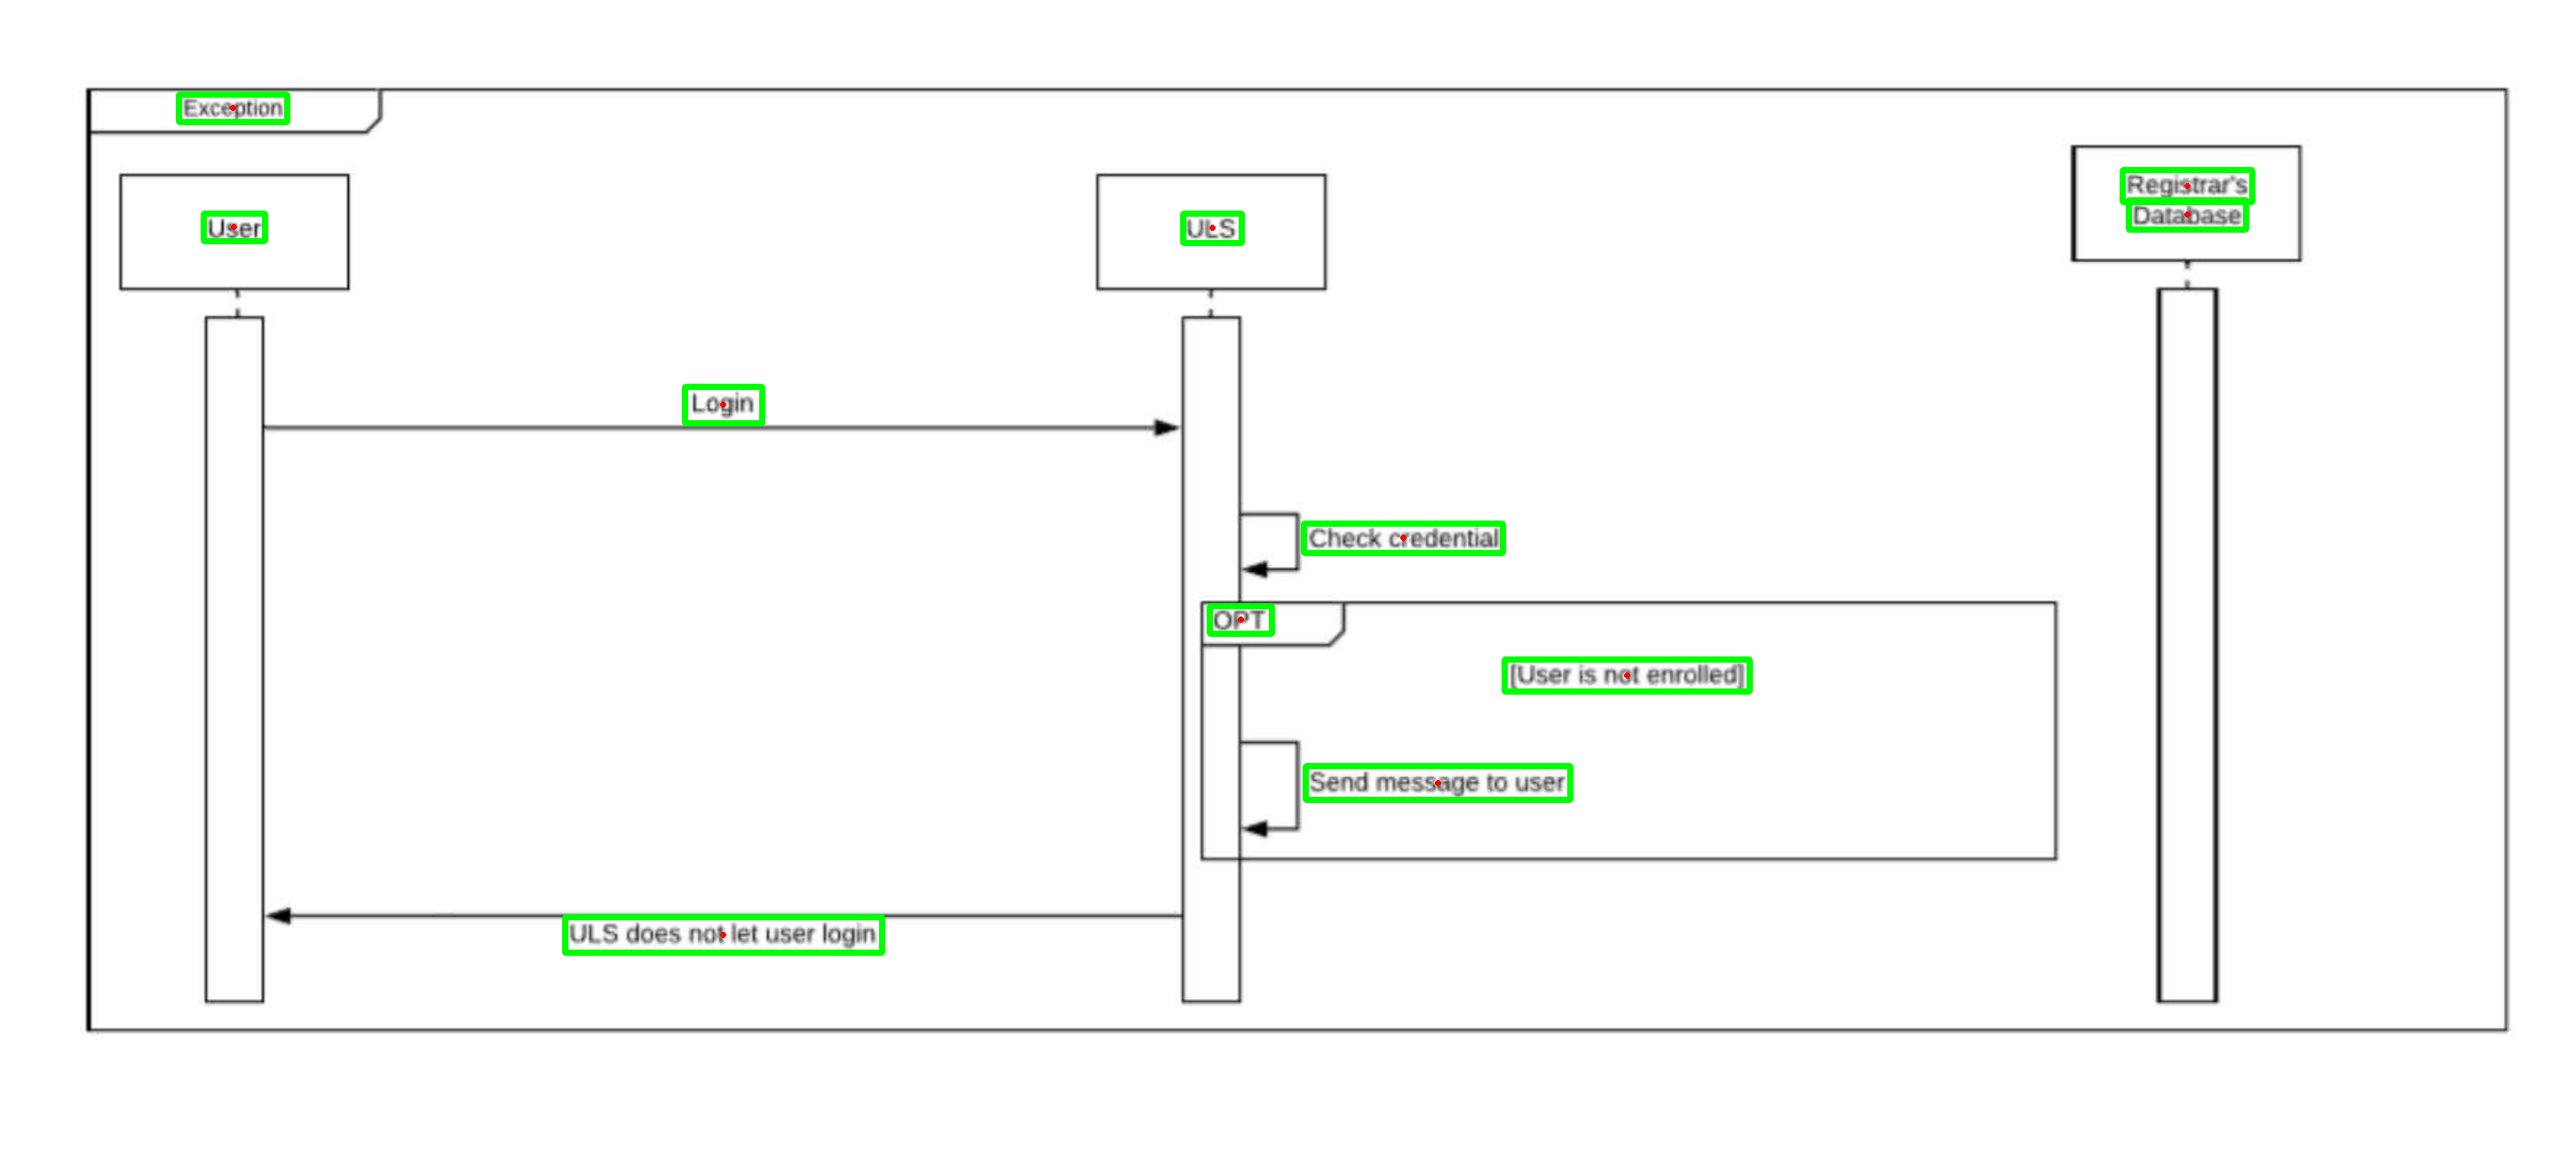 Exception
User
ULS
Registrar's
Database
Login
Check credential
OPT
[User is not enrolled]
Send message to user
ULS does not let user login